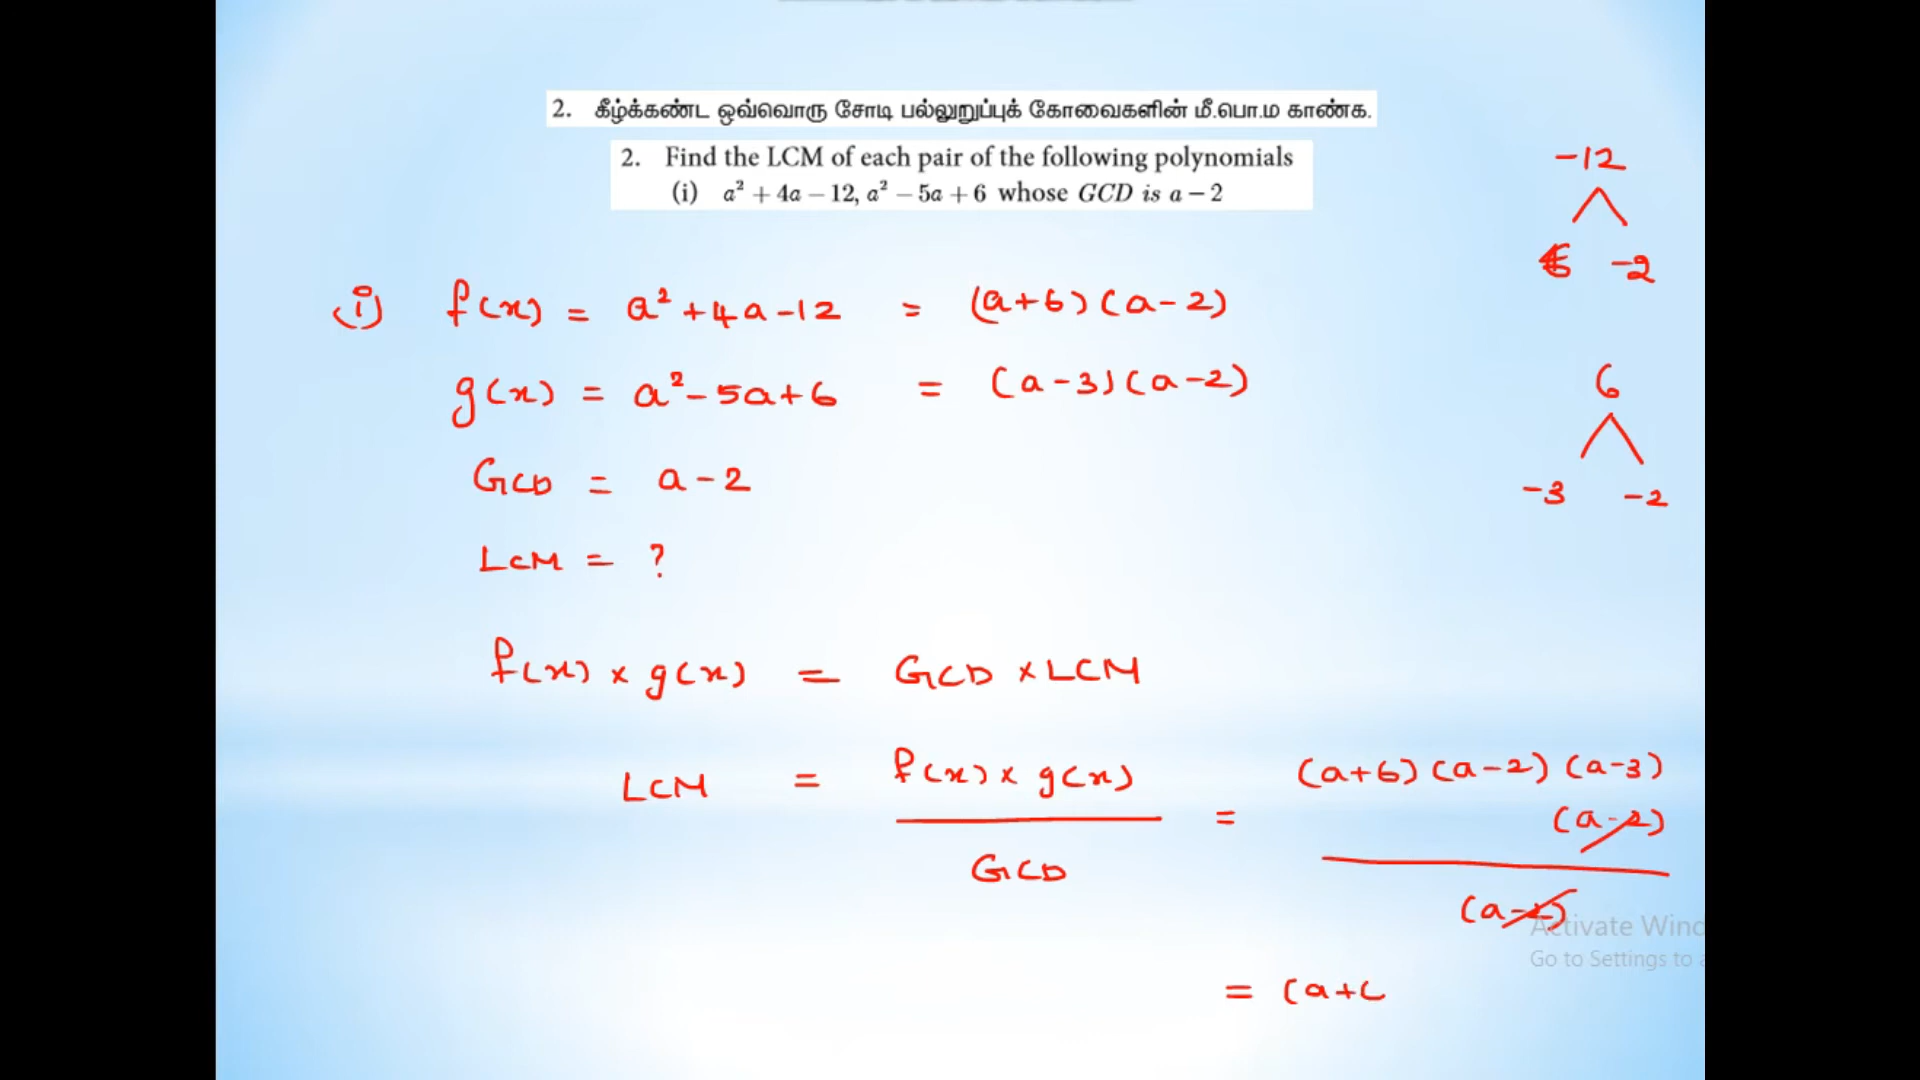 2. கீழ்க்கண்ட ஒவ்வொரு சோடி பல்லுறுப்புக் கோவைகளின் மீ.பொ.ம காண்க.
2. Find the LCM of each pair of the following polynomials
(i) a² + 4a − 12, a² − 5a + 6 whose GCD is a − 2
-12
6 -2
(i) f(x) = a² + 4a - 12 = (a+6)(a-2)
g(x) = a² - 5a + 6 = (a-3)(a-2)
6
-3 -2
GCD = a - 2
LCM = ?
f(x) × g(x) = GCD × LCM
LCM = f(x) × g(x) = (a+6)(a-2)(a-3)
(a-2)
GCD (a-2)
Activate Wind
Go to Settings to a
= (a+